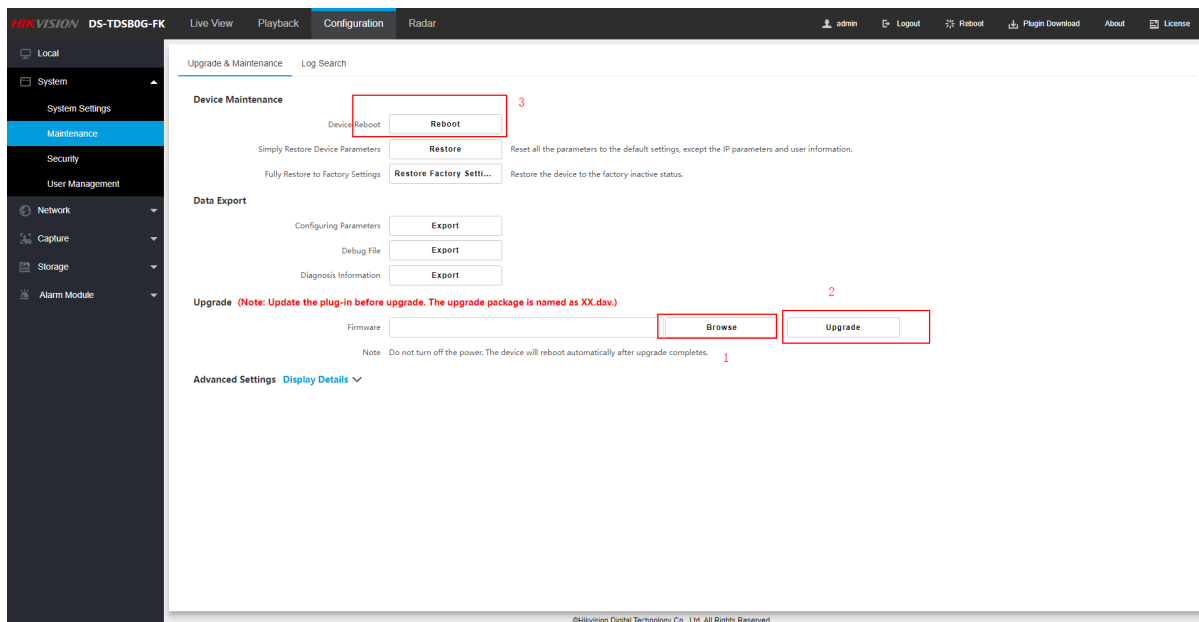 HIKVISION DS-TDSB0G-FK Live View Playback Configuration Radar admin Logout Reboot Plugin Download About License
Local
System
System Settings
Maintenance
Security
User Management
Network
Capture
Storage
Alarm Module
Upgrade & Maintenance Log Search
Device Maintenance
3
Device Reboot Reboot
Simply Restore Device Parameters Restore Reset all the parameters to the default settings, except the IP parameters and user information.
Fully Restore to Factory Settings Restore Factory Setti... Restore the device to the factory inactive status.
Data Export
Configuring Parameters Export
Debug File Export
Diagnosis Information Export
2
Upgrade (Note: Update the plug-in before upgrade. The upgrade package is named as XX.dav.)
Firmware Browse Upgrade
Note Do not turn off the power. The device will reboot automatically after upgrade completes.
1
Advanced Settings Display Details
©Hikvision Digital Technology Co., Ltd. All Rights Reserved.